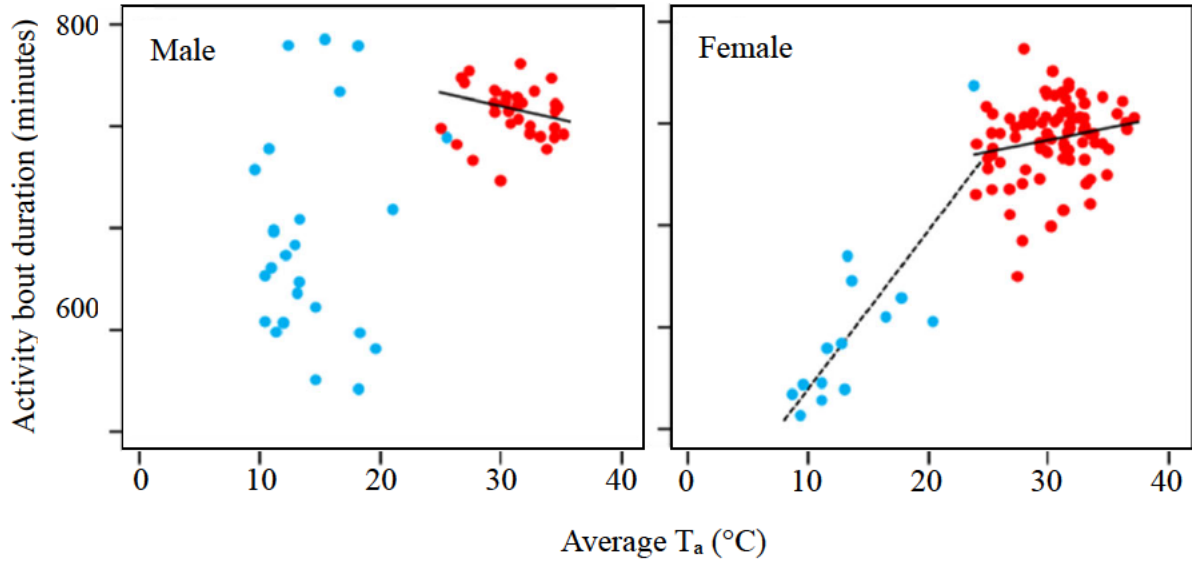 Activity bout duration (minutes)
800
600
Male
0 10 20 30 40
Female
0 10 20 30 40
Average Tₐ (°C)